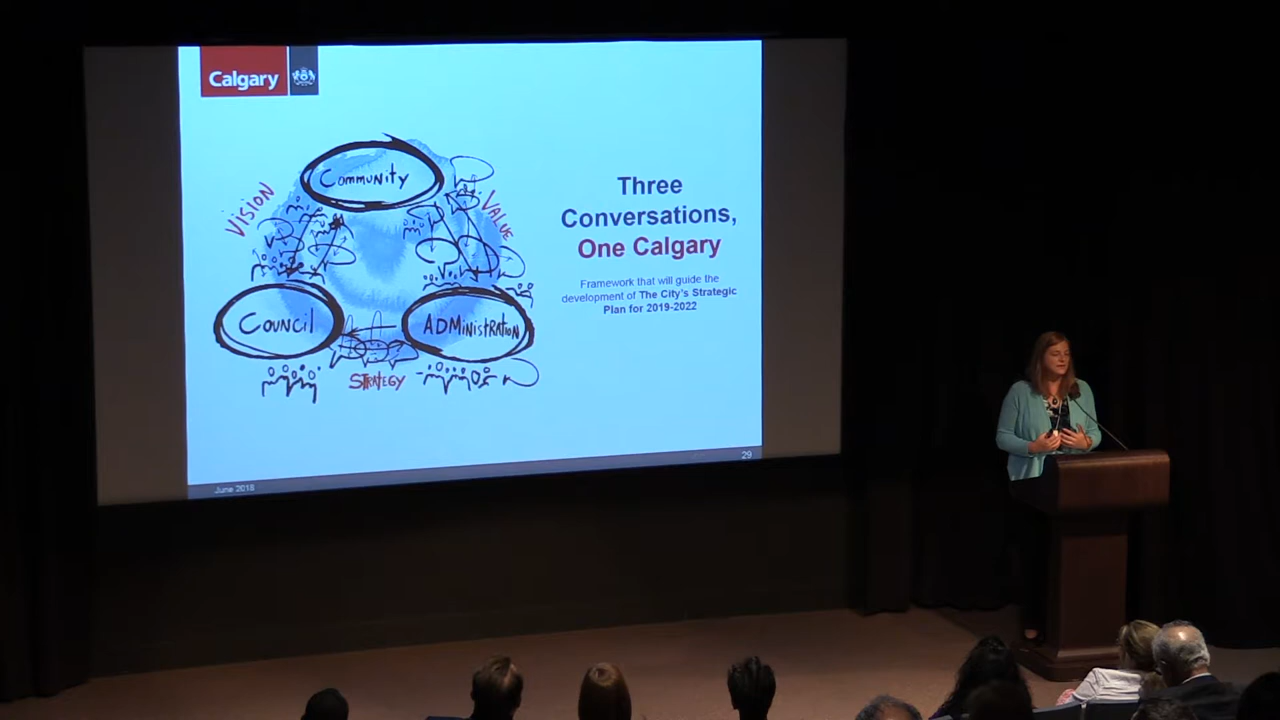 Calgary
Community
VISION
VALUE
COUNCIL
ADMINISTRATION
STRATEGY
Three
Conversations,
One Calgary
Framework that will guide the
development of The City's Strategic
Plan for 2019-2022
June 2018
29